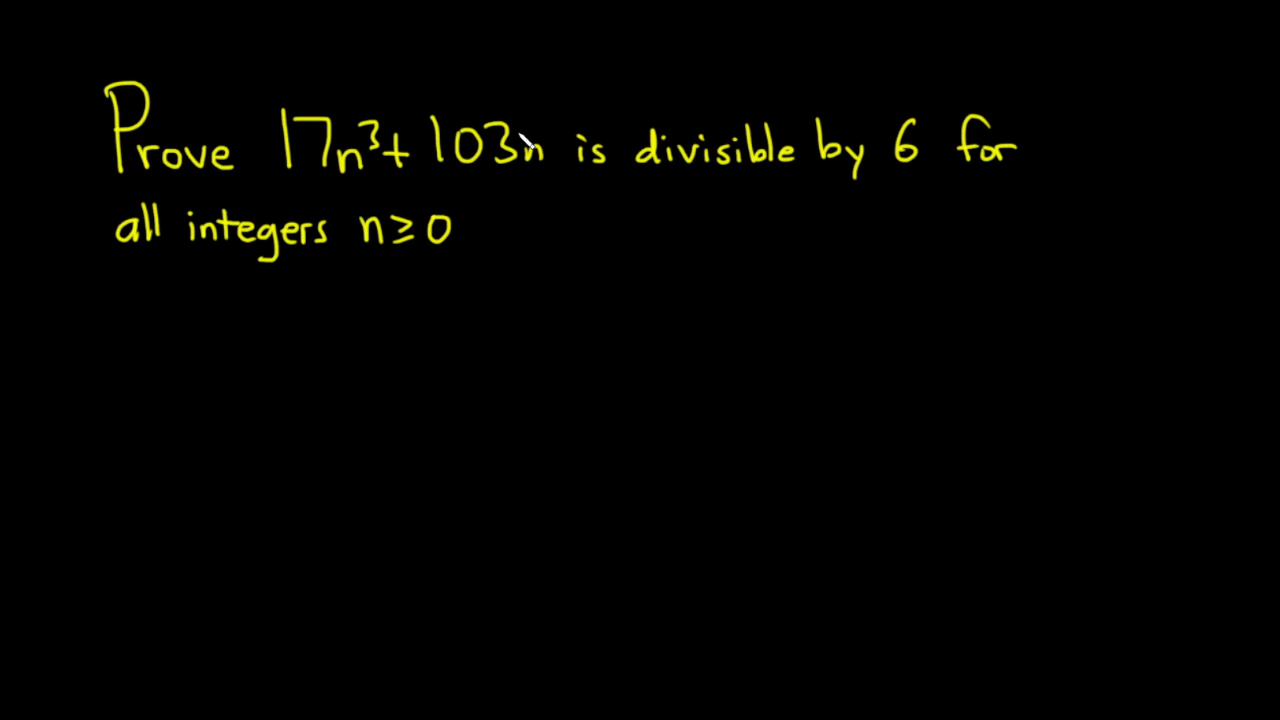 Prove 17n³+103n is divisible by 6 for
all integers n≥0